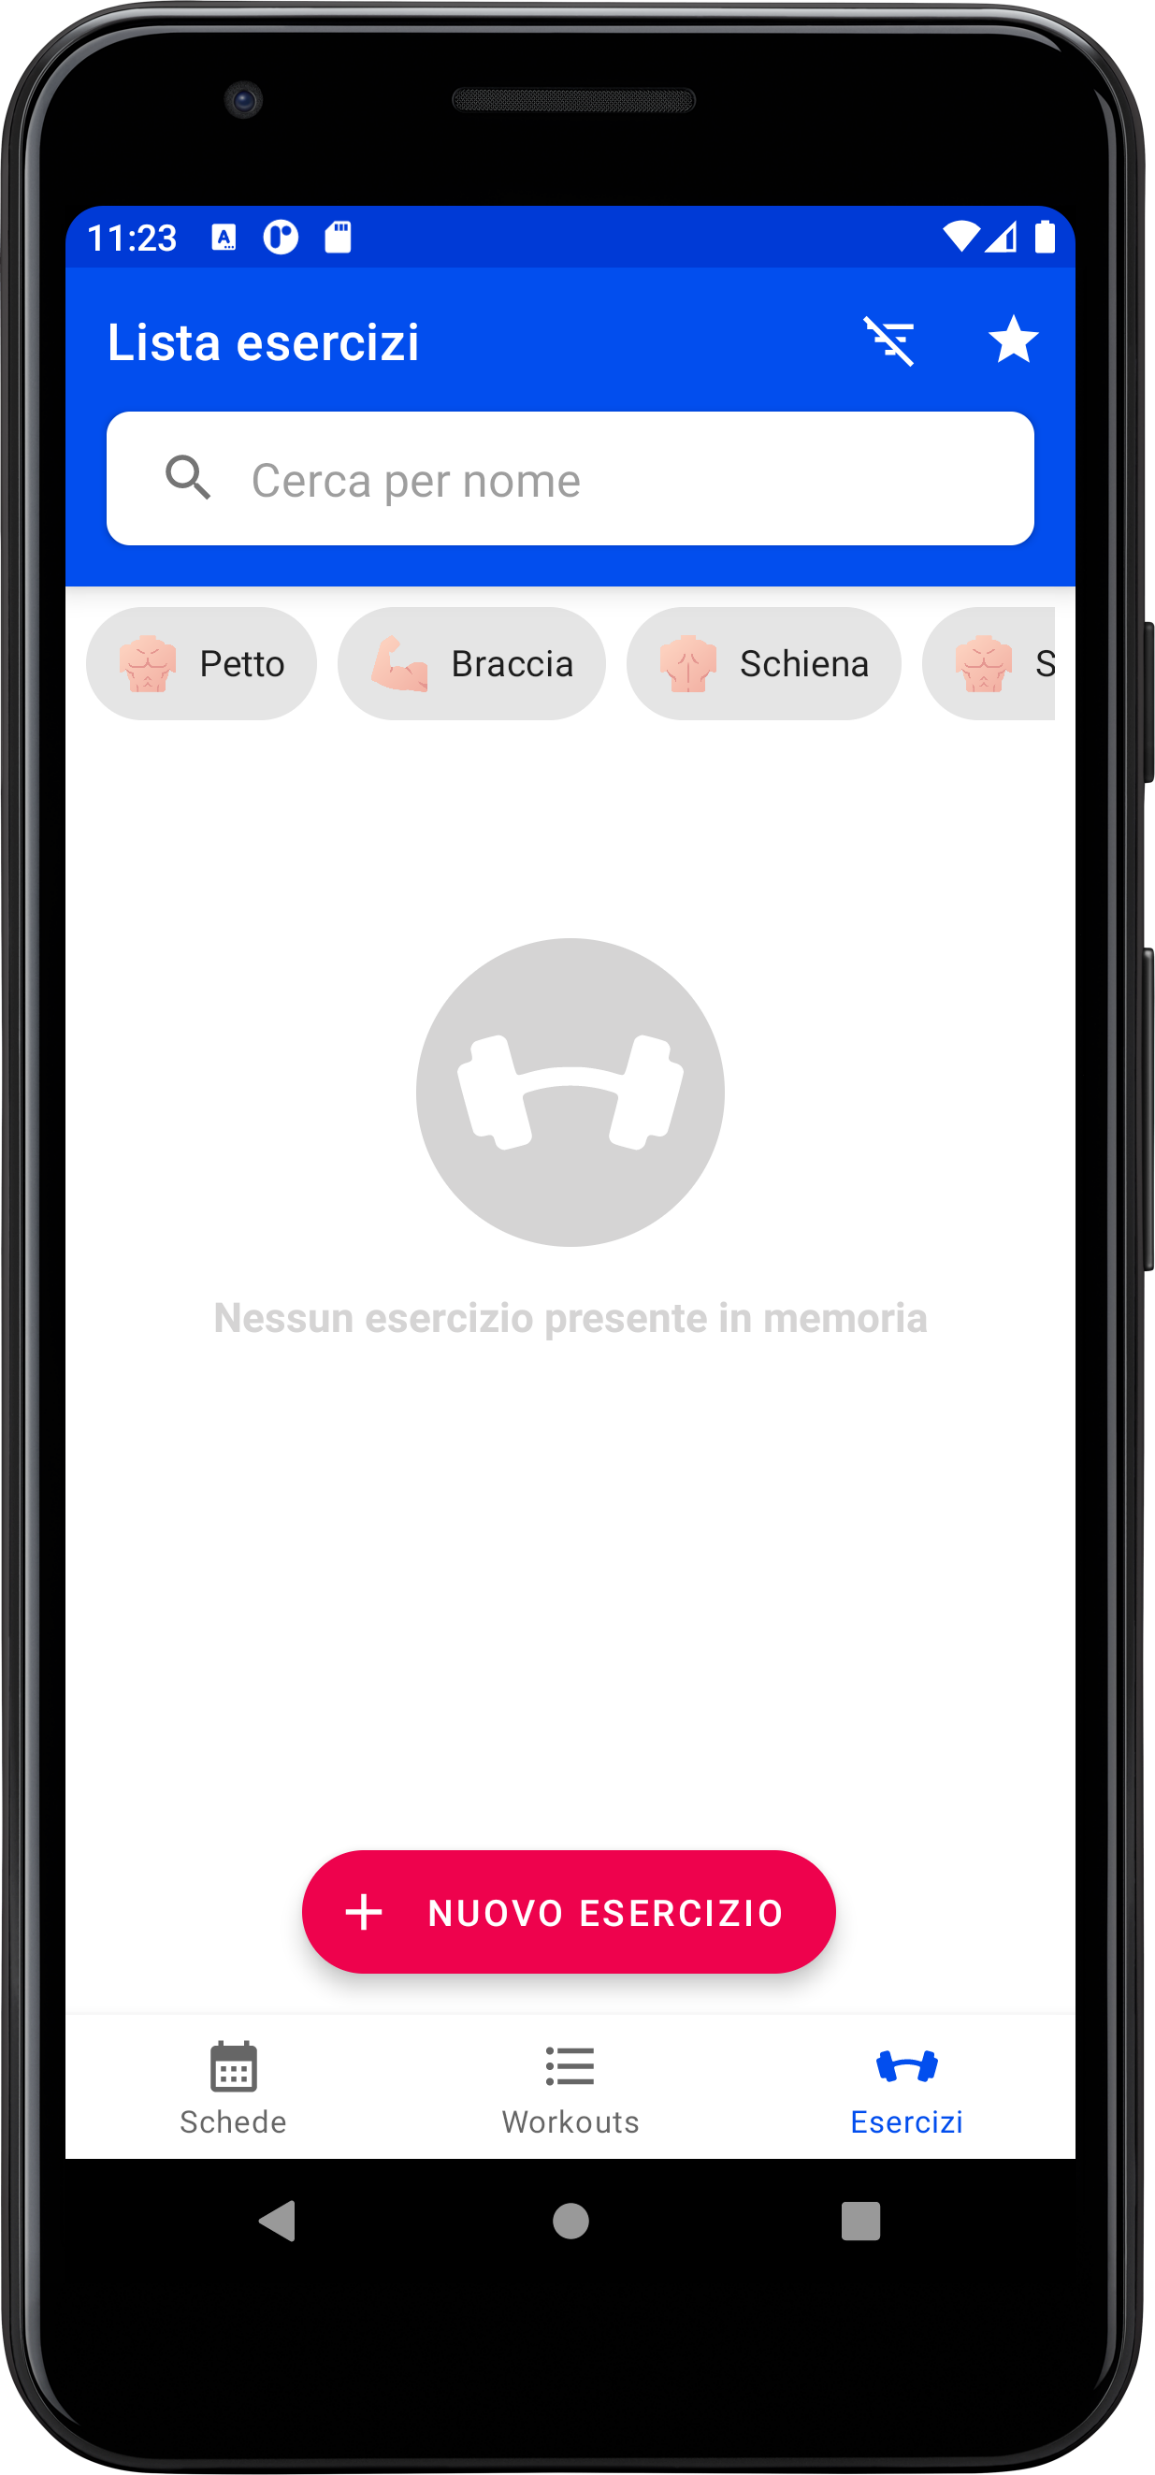 11:23
Lista esercizi
Cerca per nome
Petto Braccia Schiena S
Nessun esercizio presente in memoria
NUOVO ESERCIZIO
Schede Workouts Esercizi